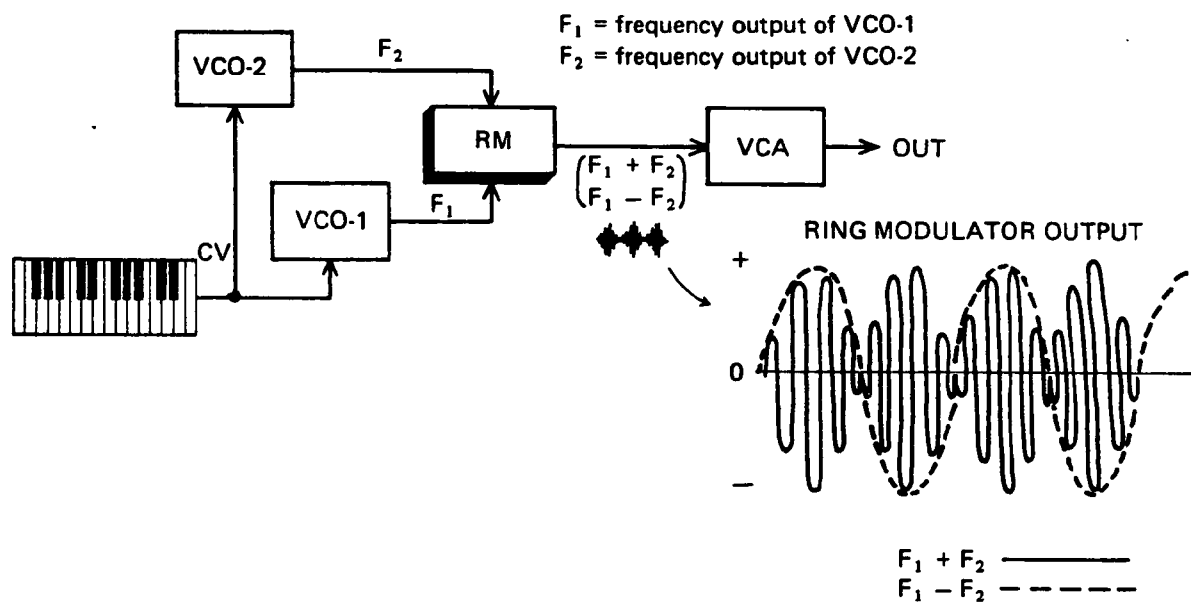 F₁ = frequency output of VCO-1
F₂ = frequency output of VCO-2
VCO-2
F₂
RM
VCA
OUT
(F₁ + F₂)
(F₁ − F₂)
VCO-1
F₁
CV
RING MODULATOR OUTPUT
+
0
−
F₁ + F₂
F₁ − F₂